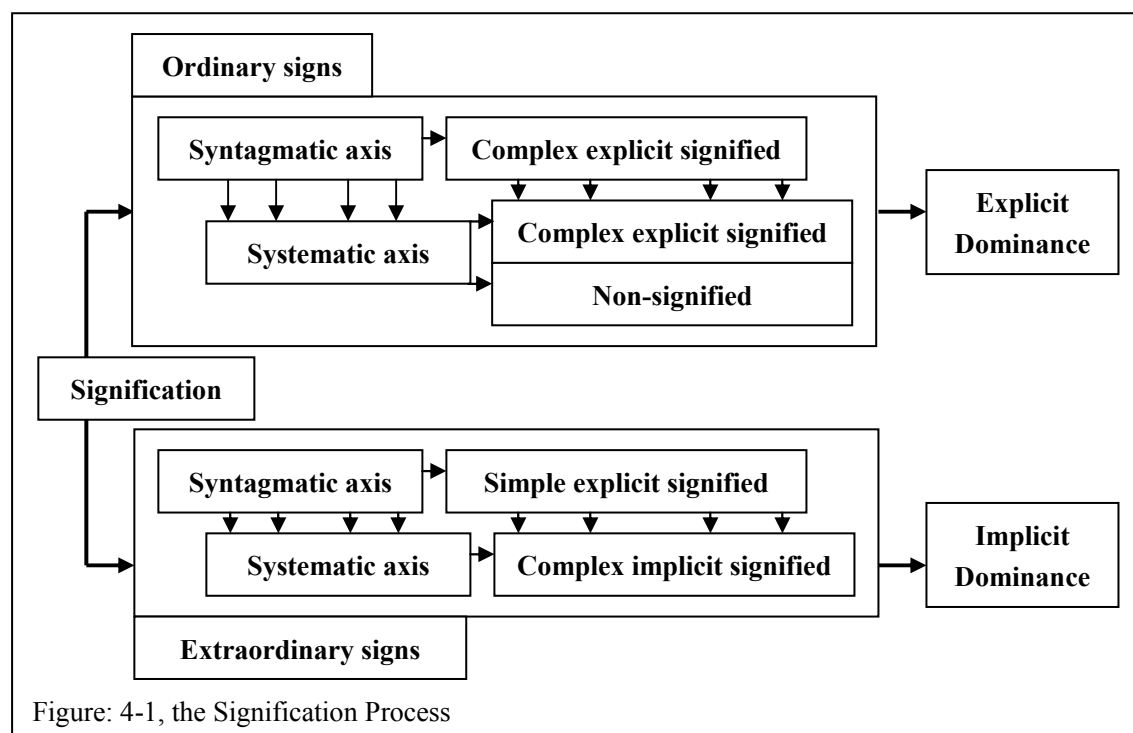 Ordinary signs
Syntagmatic axis
Complex explicit signified
Systematic axis
Complex explicit signified
Non-signified
Explicit
Dominance
Signification
Syntagmatic axis
Simple explicit signified
Systematic axis
Complex implicit signified
Implicit
Dominance
Extraordinary signs
Figure: 4-1, the Signification Process